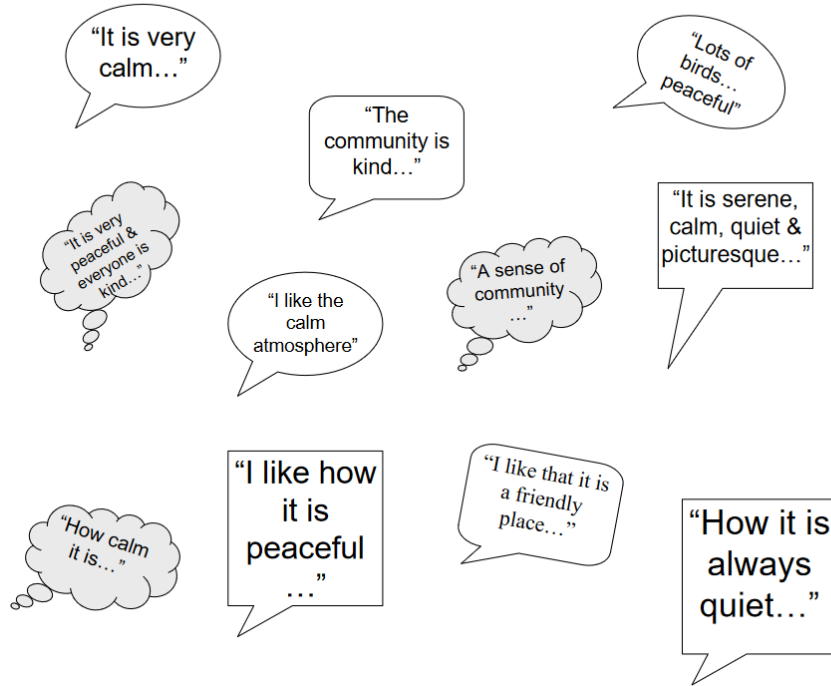 “It is very
calm…”
“Lots of
birds…
peaceful”
“The
community is
kind…”
“It is very
peaceful &
everyone is
kind…”
“It is serene,
calm, quiet &
picturesque…”
“A sense of
community
…”
“I like the
calm
atmosphere”
“I like how
it is
peaceful
…”
“I like that it is
a friendly
place…”
“How calm
it is…”
“How it is
always
quiet…”